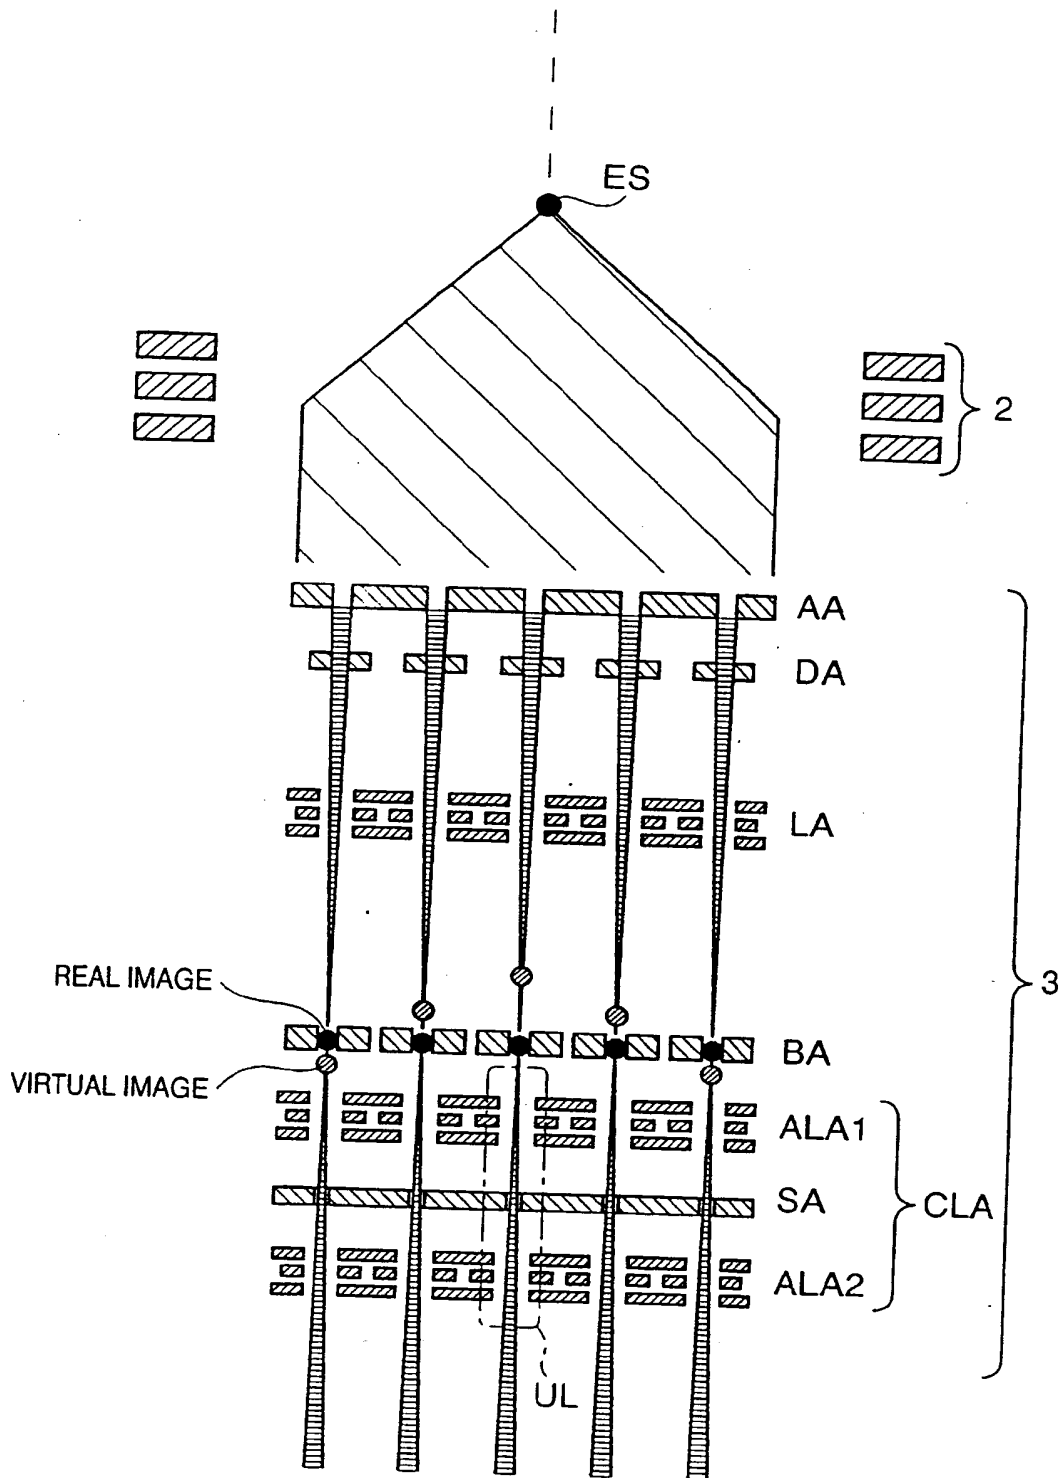 ES
2
AA
DA
LA
REAL IMAGE
3
BA
VIRTUAL IMAGE
ALA1
SA
CLA
ALA2
UL